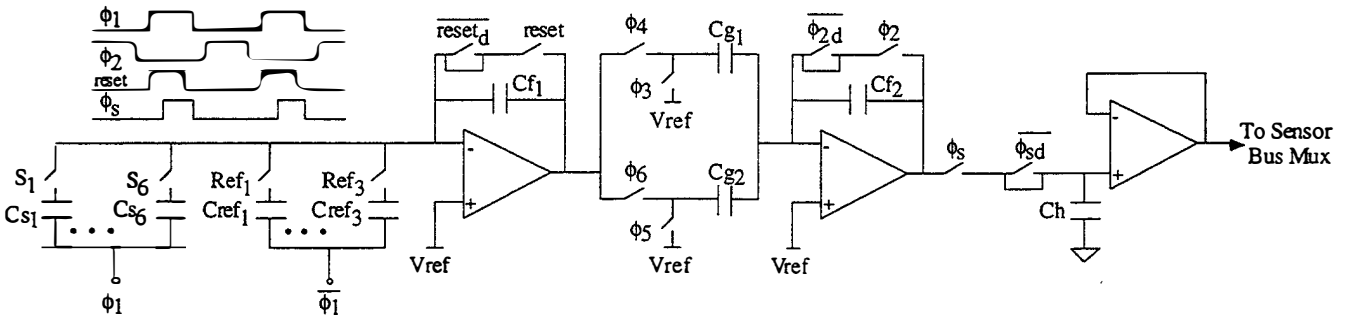 ϕ1
ϕ2
reset
ϕs
S1
Cs1
S6
Cs6
Ref1
Cref1
Ref3
Cref3
ϕ1
ϕ1
resetd
reset
Cf1
-
+
Vref
ϕ4
ϕ3
Vref
Cg1
ϕ6
ϕ5
Vref
Cg2
ϕ2d
ϕ2
Cf2
-
+
Vref
ϕs
ϕsd
Ch
-
+
To Sensor
Bus Mux